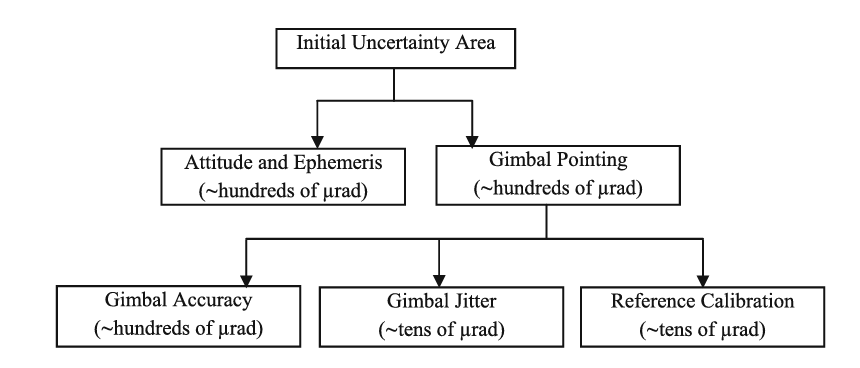 Initial Uncertainty Area
Attitude and Ephemeris
(~hundreds of µrad)
Gimbal Pointing
(~hundreds of µrad)
Gimbal Accuracy
(~hundreds of µrad)
Gimbal Jitter
(~tens of µrad)
Reference Calibration
(~tens of µrad)